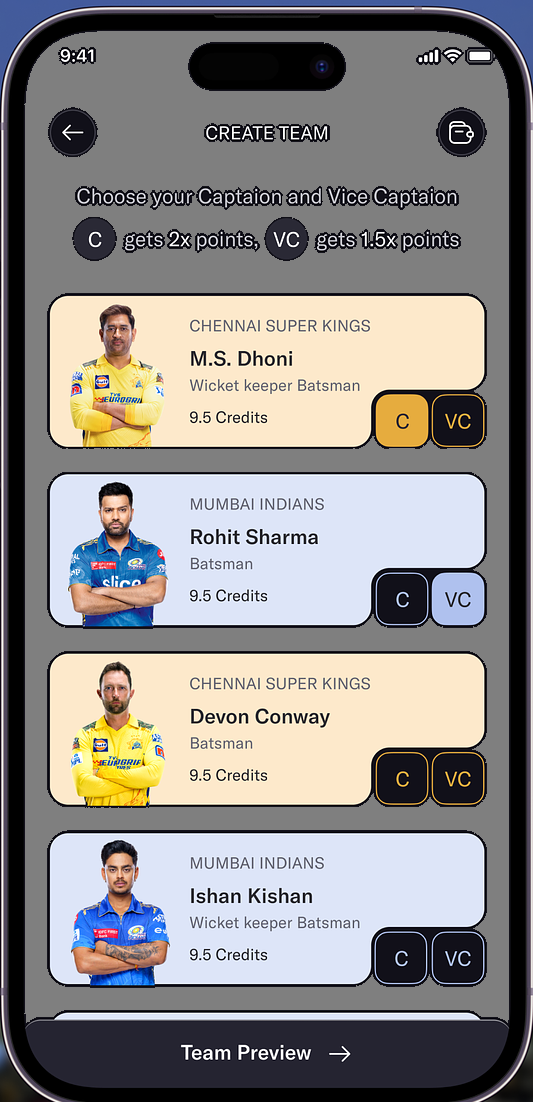 9:41
CREATE TEAM
Choose your Captaion and Vice Captaion
C gets 2x points, VC gets 1.5x points
CHENNAI SUPER KINGS
M.S. Dhoni
Wicket keeper Batsman
9.5 Credits
C VC
MUMBAI INDIANS
Rohit Sharma
Batsman
9.5 Credits
slice
C VC
CHENNAI SUPER KINGS
Devon Conway
Batsman
9.5 Credits
C VC
MUMBAI INDIANS
Ishan Kishan
Wicket keeper Batsman
9.5 Credits
C VC
Team Preview